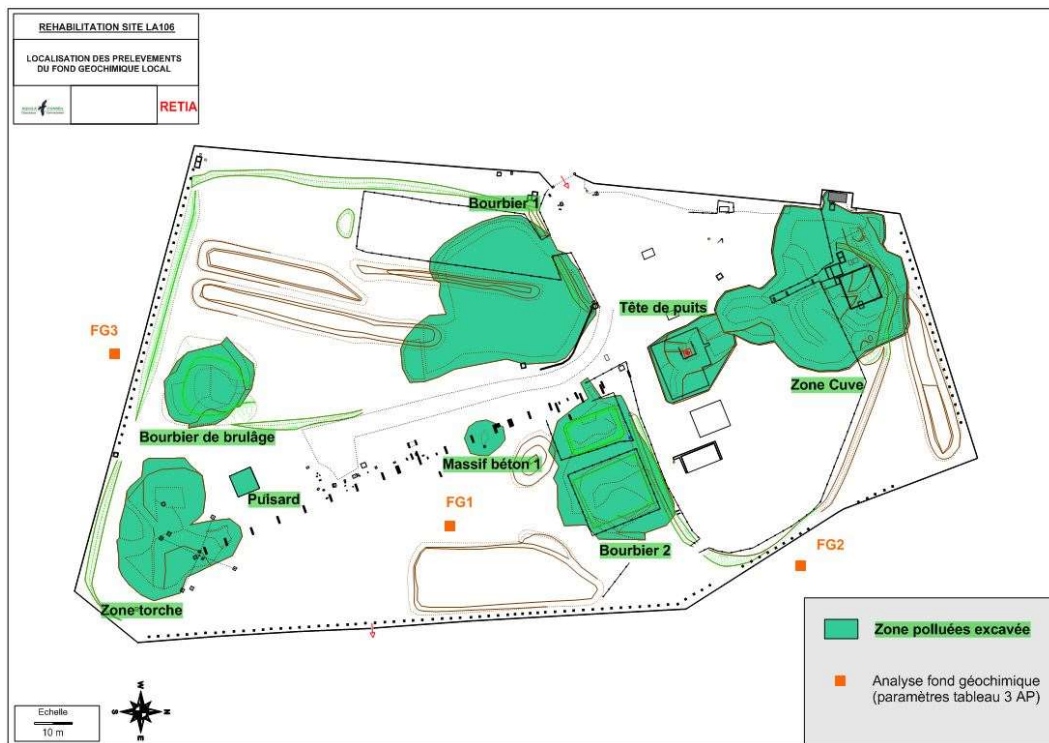 REHABILITATION SITE LA106
LOCALISATION DES PRELEVEMENTS
DU FOND GEOCHIMIQUE LOCAL
RETIA
Bourbier 1
Tête de puits
FG3
Zone Cuve
Bourbier de brulâge
Massif béton 1
Puisard
FG1
Bourbier 2
FG2
Zone torche
Zone polluées excavée
Analyse fond géochimique
(paramètres tableau 3 AP)
Echelle
10 m
W
S
N
E